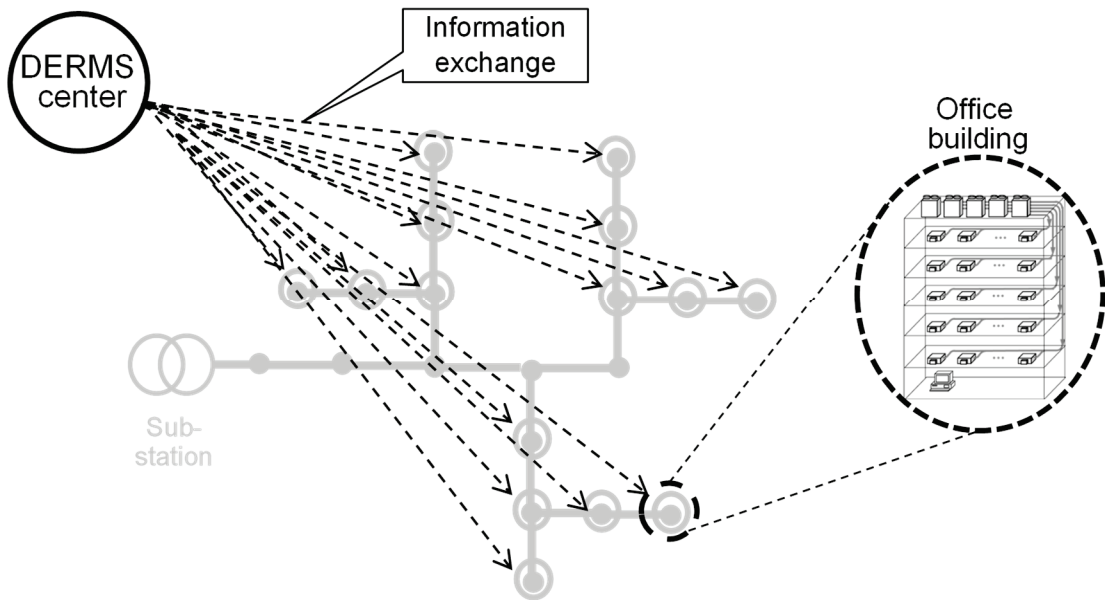 DERMS
center
Information
exchange
Office
building
Sub-
station